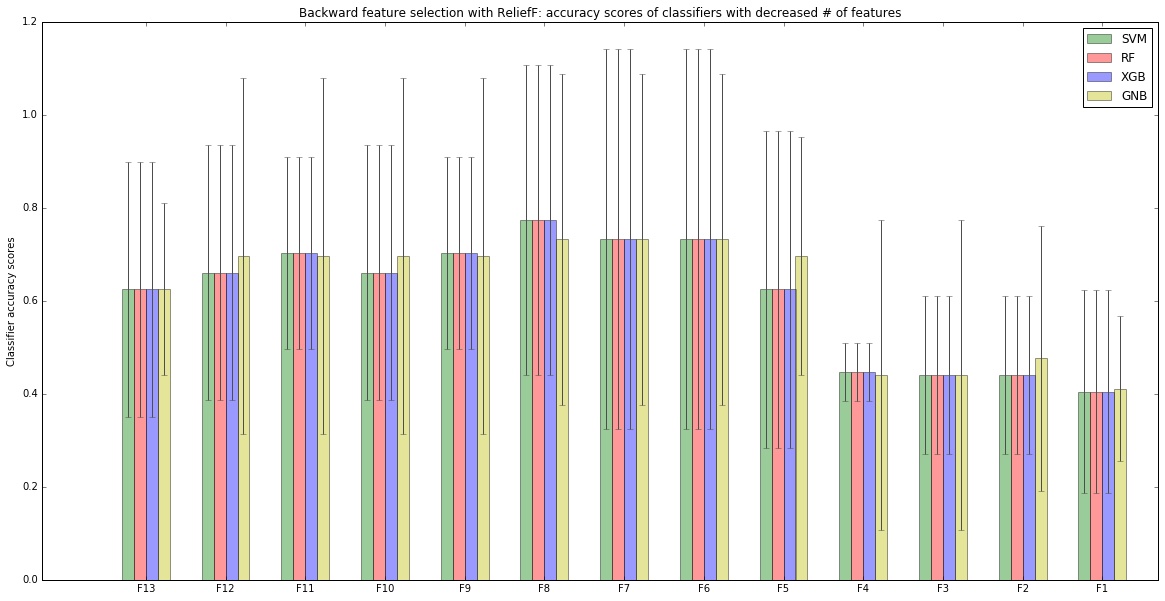 Backward feature selection with ReliefF: accuracy scores of classifiers with decreased # of features
1.2
1.0
0.8
0.6
0.4
0.2
0.0
Classifier accuracy scores
SVM
RF
XGB
GNB
F13 F12 F11 F10 F9 F8 F7 F6 F5 F4 F3 F2 F1